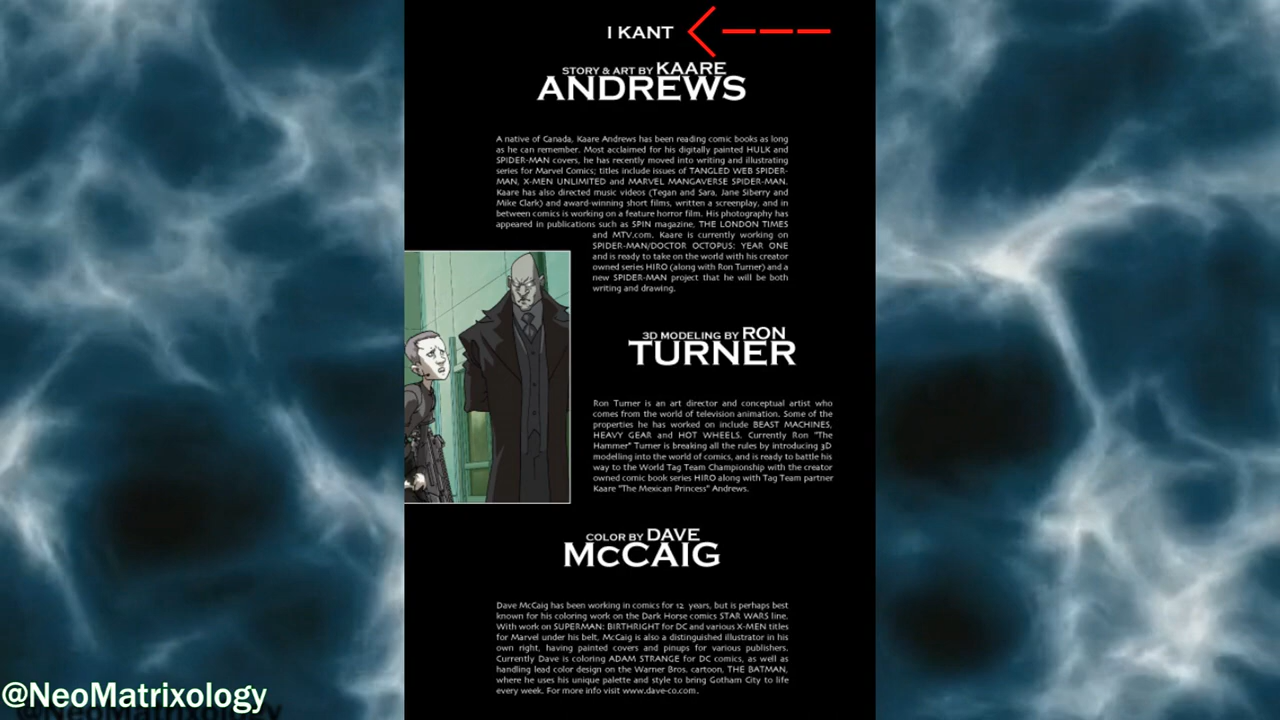 I KANT
STORY & ART BY KAARE
ANDREWS
A native of Canada, Kaare Andrews has been reading comic books as long
as he can remember. Most acclaimed for his digitally painted HULK and
SPIDER-MAN covers, he has recently moved into writing and illustrating
series for Marvel Comics; titles include issues of TANGLED WEB SPIDER-
MAN, X-MEN UNLIMITED and MARVEL MANGAVERSE SPIDER-MAN.
Kaare has also directed music videos (Tegan and Sara, Jane Siberry and
Mike Clark) and award-winning short films, written a screenplay, and in
between comics is working on a feature horror film. His photography has
appeared in publications such as SPIN magazine, THE LONDON TIMES
and MTV.com. Kaare is currently working on
SPIDER-MAN/DOCTOR OCTOPUS: YEAR ONE
and is ready to take on the world with his creator
owned series HIRO (along with Ron Turner) and a
new SPIDER-MAN project that he will be both
writing and drawing.
3D MODELING BY RON
TURNER
Ron Turner is an art director and conceptual artist who
comes from the world of television animation. Some of the
properties he has worked on include BEAST MACHINES,
HEAVY GEAR and HOT WHEELS. Currently Ron "The
Hammer" Turner is breaking all the rules by introducing 3D
modelling into the world of comics, and is ready to battle his
way to the World Tag Team Championship with the creator
owned comic book series HIRO along with Tag Team partner
Kaare "The Mexican Princess" Andrews.
COLOR BY DAVE
McCAIG
Dave McCaig has been working in comics for 12 years, but is perhaps best
known for his coloring work on the Dark Horse comics STAR WARS line.
With work on SUPERMAN: BIRTHRIGHT for DC and various X-MEN titles
for Marvel under his belt, McCaig is also a distinguished illustrator in his
own right, having painted covers and pinups for various publishers.
Currently Dave is coloring ADAM STRANGE for DC comics, as well as
handling lead color design on the Warner Bros. cartoon, THE BATMAN,
where he uses his unique palette and style to bring Gotham City to life
every week. For more info visit www.dave-co.com.
@NeoMatrixology